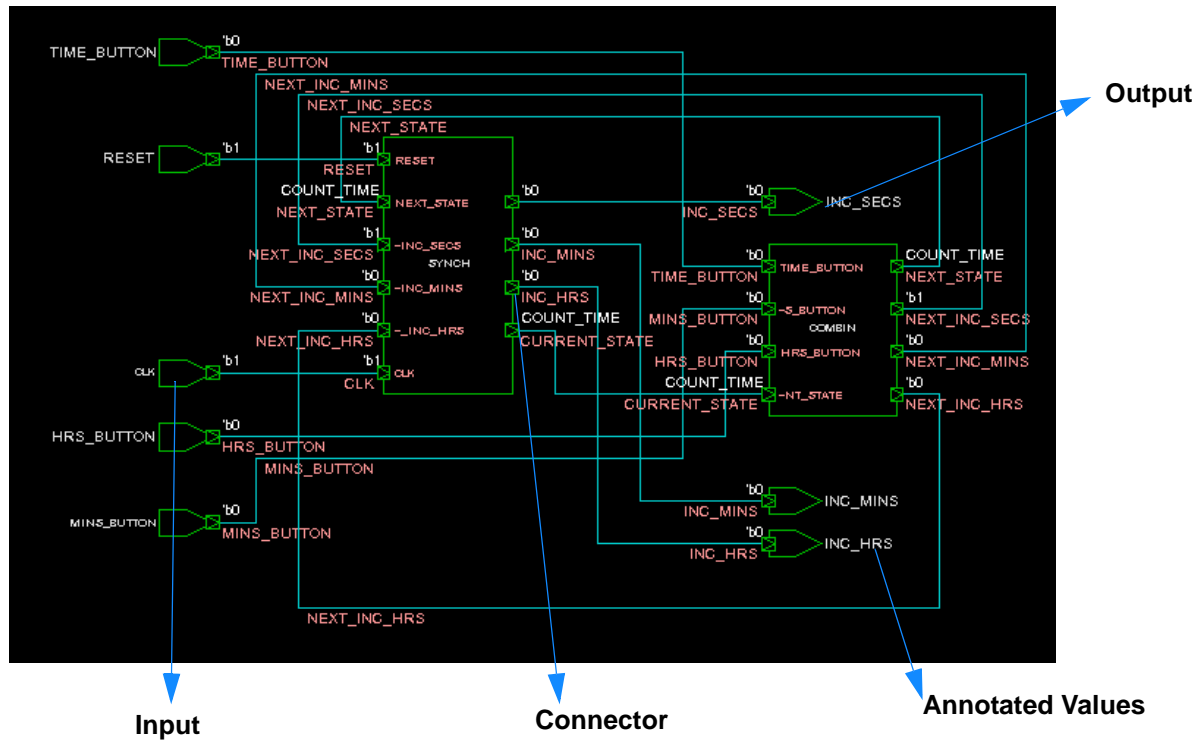 'b0
TIME_BUTTON
TIME_BUTTON
NEXT_INC_MINS
NEXT_INC_SECS
NEXT_STATE
Output
RESET
'b1
'b1
RESET
RESET
COUNT_TIME
NEXT_STATE
NEXT_STATE
'b0
'b0
INC_SECS
INC_SECS
'b1
~INC_SECS
NEXT_INC_SECS
SYNCH
'b0
INC_MINS
'b0
~INC_MINS
NEXT_INC_MINS
'b0
INC_HRS
'b0
~_INC_HRS
NEXT_INC_HRS
COUNT_TIME
CURRENT_STATE
CLK
'b1
'b1
CLK
CLK
'b0
TIME_BUTTON
TIME_BUTTON
COUNT_TIME
NEXT_STATE
'b0
~S_BUTTON
MINS_BUTTON
COMBIN
'b1
NEXT_INC_SECS
'b0
HRS_BUTTON
HRS_BUTTON
'b0
NEXT_INC_MINS
COUNT_TIME
~NT_STATE
CURRENT_STATE
'b0
NEXT_INC_HRS
HRS_BUTTON
'b0
HRS_BUTTON
MINS_BUTTON
MINS_BUTTON
'b0
MINS_BUTTON
'b0
INC_MINS
INC_MINS
'b0
INC_HRS
INC_HRS
NEXT_INC_HRS
Input
Connector
Annotated Values